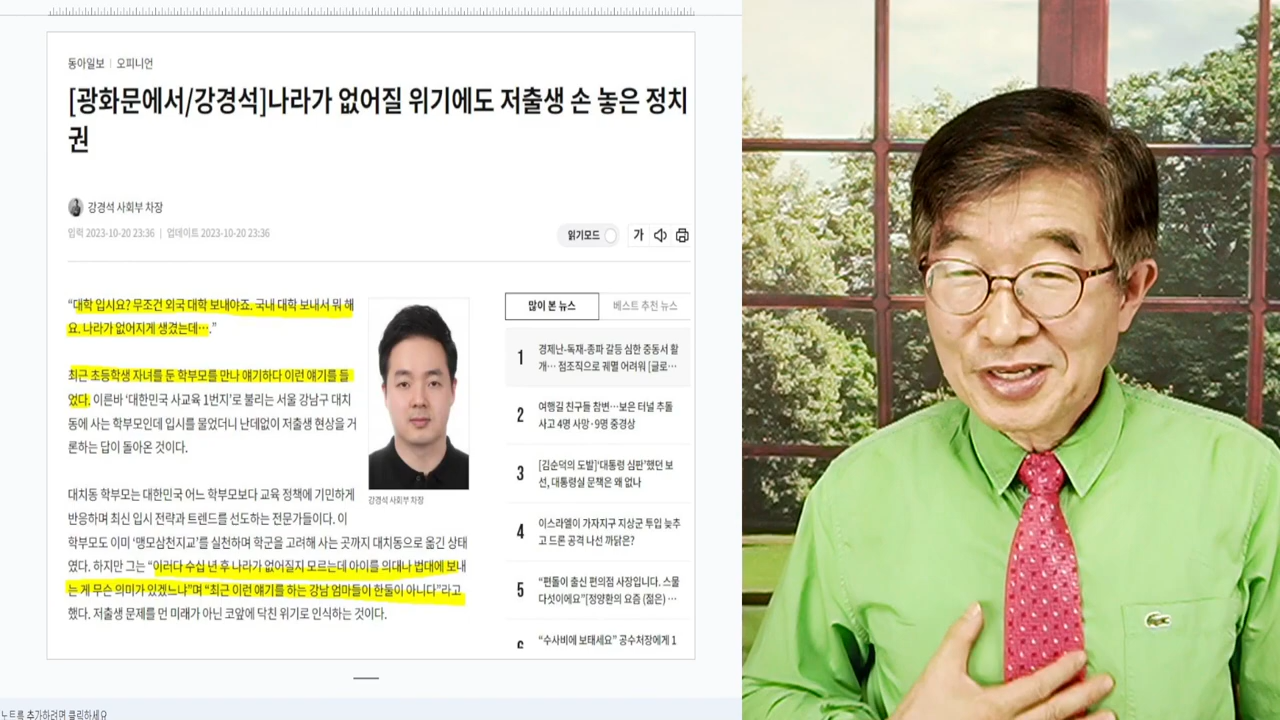 동아일보 | 오피니언
[광화문에서/강경석]나라가 없어질 위기에도 저출생 손 놓은 정치
권
강경석 사회부 차장
입력 2023-10-20 23:36 | 업데이트 2023-10-20 23:36
읽기모드
가
“대학 입시요? 무조건 외국 대학 보내야죠. 국내 대학 보내서 뭐 해
요. 나라가 없어지게 생겼는데….”
최근 초등학생 자녀를 둔 학부모를 만나 얘기하다 이런 얘기를 들
었다. 이른바 ‘대한민국 사교육 1번지’로 불리는 서울 강남구 대치
동에 사는 학부모인데 입시를 물었더니 난데없이 저출생 현상을 거
론하는 답이 돌아온 것이다.
강경석 사회부 차장
대치동 학부모는 대한민국 어느 학부모보다 교육 정책에 기민하게
반응하며 최신 입시 전략과 트렌드를 선도하는 전문가들이다. 이
학부모도 이미 ‘맹모삼천지교’를 실천하며 학군을 고려해 사는 곳까지 대치동으로 옮긴 상태
였다. 하지만 그는 “이러다 수십 년 후 나라가 없어질지 모르는데 아이를 의대나 법대에 보내
는 게 무슨 의미가 있겠느냐”며 “최근 이런 얘기를 하는 강남 엄마들이 한둘이 아니다”라고
했다. 저출생 문제를 먼 미래가 아닌 코앞에 닥친 위기로 인식하는 것이다.
많이 본 뉴스
베스트 추천 뉴스
1 경제난-독재-종파 갈등 심한 중동서 활
개… 점조직으로 궤멸 어려워 [글로…
2 여행길 친구들 참변…보은 터널 추돌
사고 4명 사망·9명 중경상
3 [김순덕의 도발]‘대통령 심판’했던 보
선, 대통령실 문책은 왜 없나
4 이스라엘이 가자지구 지상군 투입 늦추
고 드론 공격 나선 까닭은?
5 “편돌이 출신 편의점 사장입니다. 스물
다섯이에요”[정양환의 요즘 (젊은) …
6 “수사비에 보태세요” 공수처장에게 1
노트를 추가하려면 클릭하세요